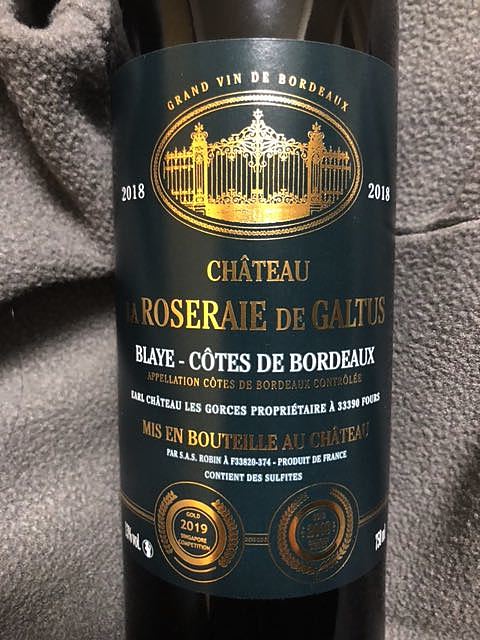 GRAND VIN DE BORDEAUX
2018 2018
CHÂTEAU
LA ROSERAIE DE GALTUS
BLAYE - CÔTES DE BORDEAUX
APPELLATION CÔTES DE BORDEAUX CONTRÔLÉE
EARL CHÂTEAU LES GORCES PROPRIÉTAIRE À 33390 FOURS
MIS EN BOUTEILLE AU CHÂTEAU
PAR S.A.S. ROBIN À F33820-374 - PRODUIT DE FRANCE
CONTIENT DES SULFITES
GOLD
2019
SINGAPORE
COMPETITION